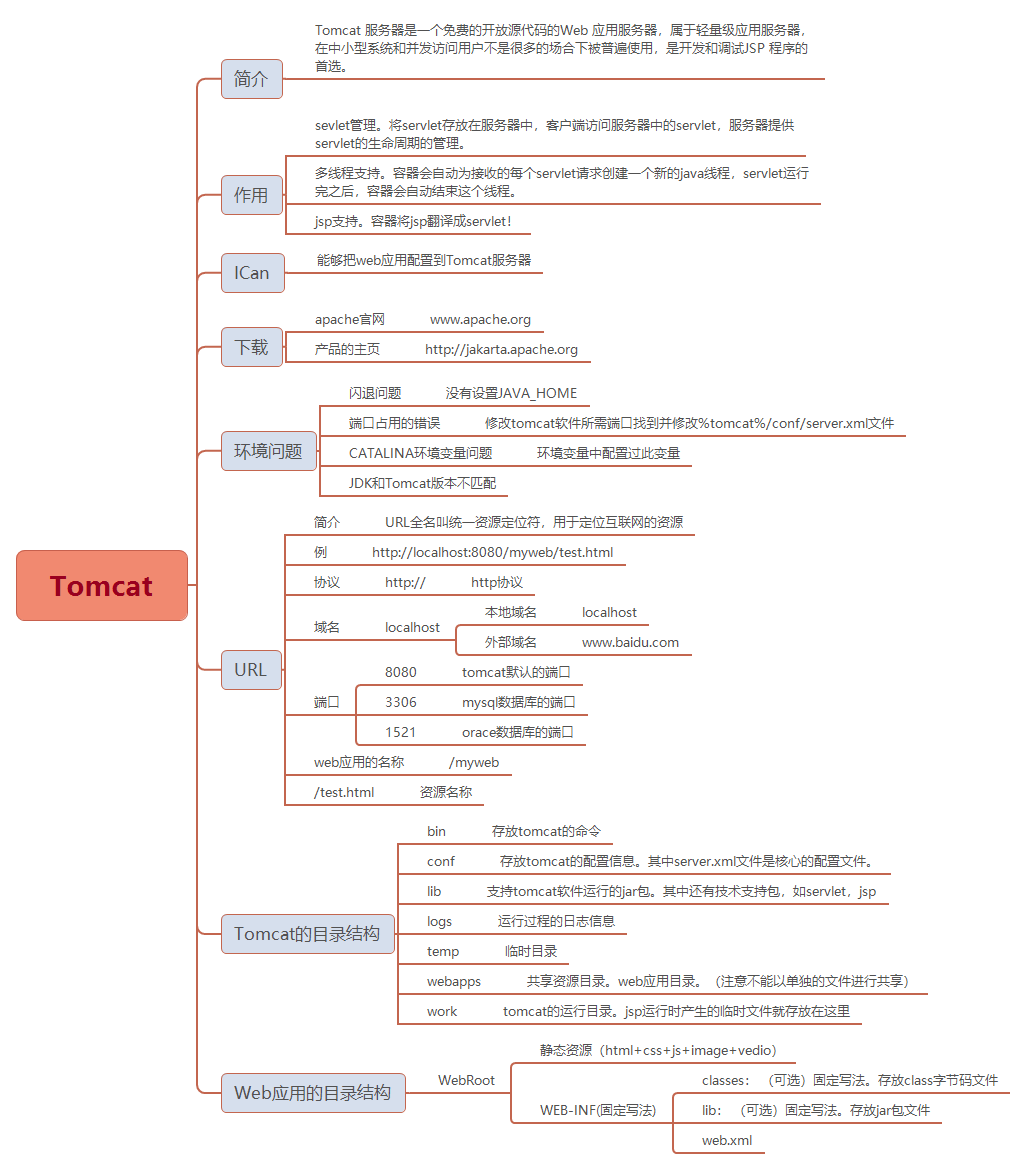 Tomcat
简介
Tomcat 服务器是一个免费的开放源代码的Web 应用服务器，属于轻量级应用服务器，
在中小型系统和并发访问用户不是很多的场合下被普遍使用，是开发和调试JSP 程序的
首选。
作用
sevlet管理。将servlet存放在服务器中，客户端访问服务器中的servlet，服务器提供
servlet的生命周期的管理。
多线程支持。容器会自动为接收的每个servlet请求创建一个新的java线程，servlet运行
完之后，容器会自动结束这个线程。
jsp支持。容器将jsp翻译成servlet！
ICan
能够把web应用配置到Tomcat服务器
下载
apache官网 www.apache.org
产品的主页 http://jakarta.apache.org
环境问题
闪退问题 没有设置JAVA_HOME
端口占用的错误 修改tomcat软件所需端口找到并修改%tomcat%/conf/server.xml文件
CATALINA环境变量问题 环境变量中配置过此变量
JDK和Tomcat版本不匹配
URL
简介 URL全名叫统一资源定位符，用于定位互联网的资源
例 http://localhost:8080/myweb/test.html
协议 http:// http协议
域名 localhost
本地域名 localhost
外部域名 www.baidu.com
端口
8080 tomcat默认的端口
3306 mysql数据库的端口
1521 orace数据库的端口
web应用的名称 /myweb
/test.html 资源名称
Tomcat的目录结构
bin 存放tomcat的命令
conf 存放tomcat的配置信息。其中server.xml文件是核心的配置文件。
lib 支持tomcat软件运行的jar包。其中还有技术支持包，如servlet，jsp
logs 运行过程的日志信息
temp 临时目录
webapps 共享资源目录。web应用目录。（注意不能以单独的文件进行共享）
work tomcat的运行目录。jsp运行时产生的临时文件就存放在这里
Web应用的目录结构
WebRoot
静态资源（html+css+js+image+vedio）
WEB-INF(固定写法)
classes：（可选）固定写法。存放class字节码文件
lib：（可选）固定写法。存放jar包文件
web.xml